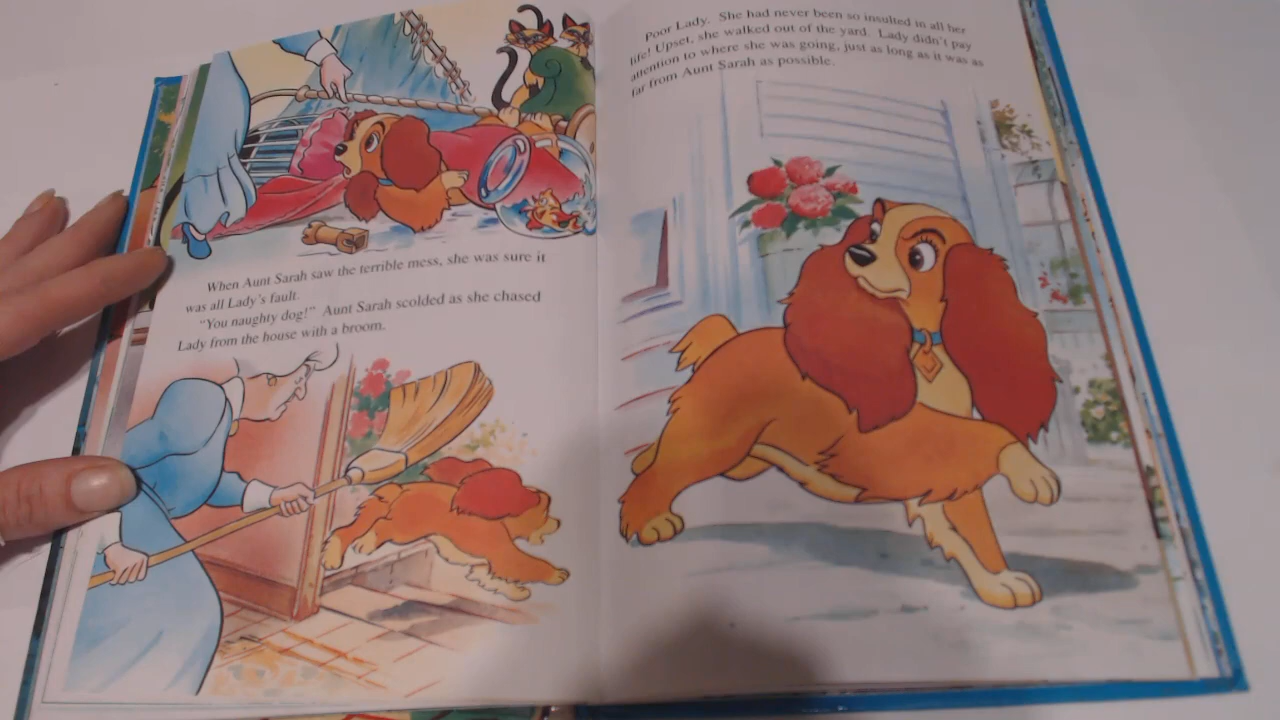 When Aunt Sarah saw the terrible mess, she was sure it
was all Lady's fault.
"You naughty dog!" Aunt Sarah scolded as she chased
Lady from the house with a broom.
Poor Lady. She had never been so insulted in all her
life! Upset, she walked out of the yard. Lady didn't pay
attention to where she was going, just as long as it was as
far from Aunt Sarah as possible.